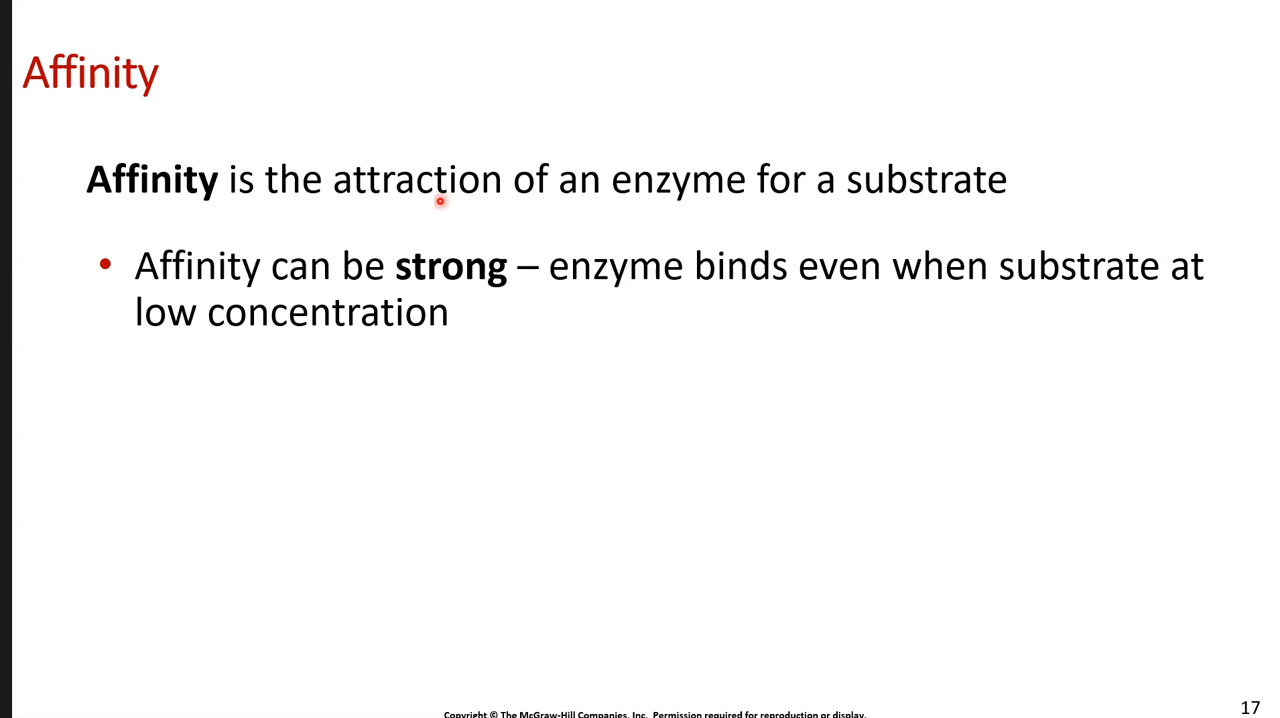 Affinity
Affinity is the attraction of an enzyme for a substrate
• Affinity can be strong – enzyme binds even when substrate at
low concentration
Copyright © The McGraw-Hill Companies, Inc. Permission required for reproduction or display.
17